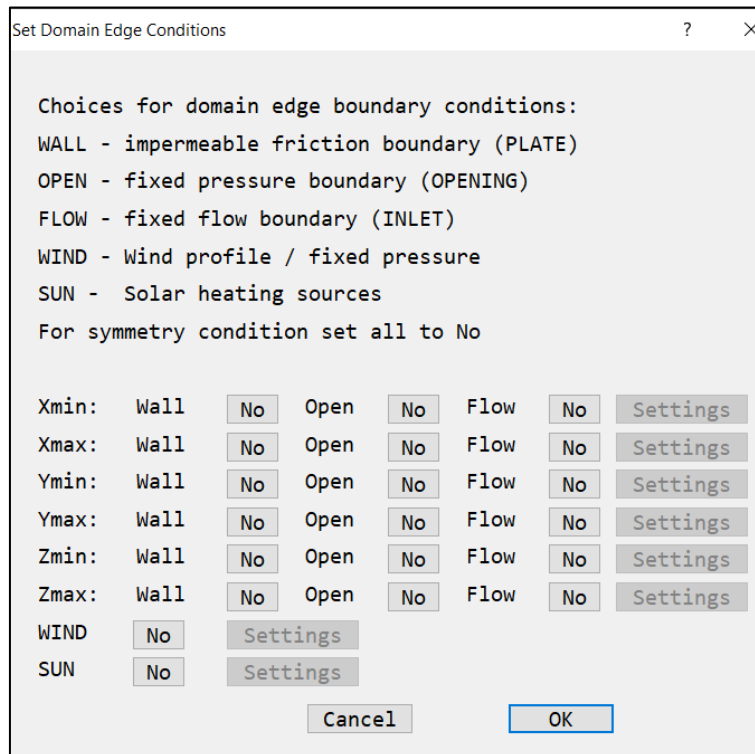 Set Domain Edge Conditions ? ×
Choices for domain edge boundary conditions:
WALL - impermeable friction boundary (PLATE)
OPEN - fixed pressure boundary (OPENING)
FLOW - fixed flow boundary (INLET)
WIND - Wind profile / fixed pressure
SUN - Solar heating sources
For symmetry condition set all to No
Xmin: Wall No Open No Flow No Settings
Xmax: Wall No Open No Flow No Settings
Ymin: Wall No Open No Flow No Settings
Ymax: Wall No Open No Flow No Settings
Zmin: Wall No Open No Flow No Settings
Zmax: Wall No Open No Flow No Settings
WIND No Settings
SUN No Settings
Cancel OK